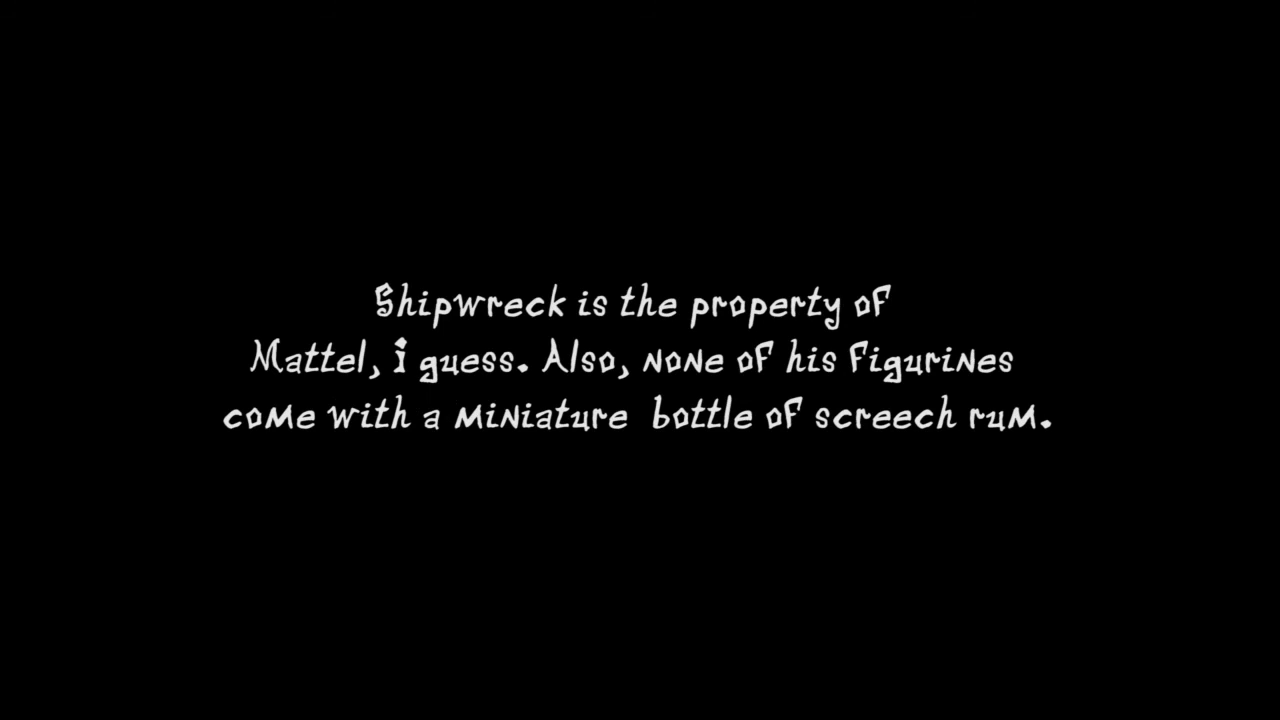 Shipwreck is the property of
Mattel, i guess. Also, none of his figurines
come with a miniature bottle of screech rum.